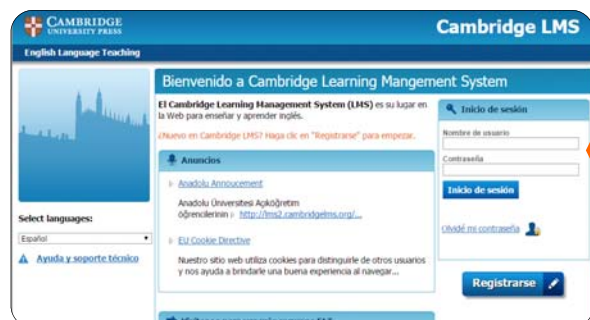 CAMBRIDGE
UNIVERSITY PRESS
Cambridge LMS
English Language Teaching
Bienvenido a Cambridge Learning Mangement System
El Cambridge Learning Management System (LMS) es su lugar en
la Web para enseñar y aprender inglés.
¿Nuevo en Cambridge LMS? Haga clic en "Registrarse" para empezar.
Anuncios
Anadolu Annoucement
Anadolu Üniversitesi Açıköğretim
öğrencilerinin http://lms2.cambridgelms.org/...
EU Cookie Directive
Nuestro sitio web utiliza cookies para distinguirle de otros usuarios
y nos ayuda a brindarle una buena experiencia al navegar...
Inicio de sesión
Nombre de usuario
Contraseña
Inicio de sesión
Olvidé mi contraseña
Registrarse
Select languages:
Español
Ayuda y soporte técnico